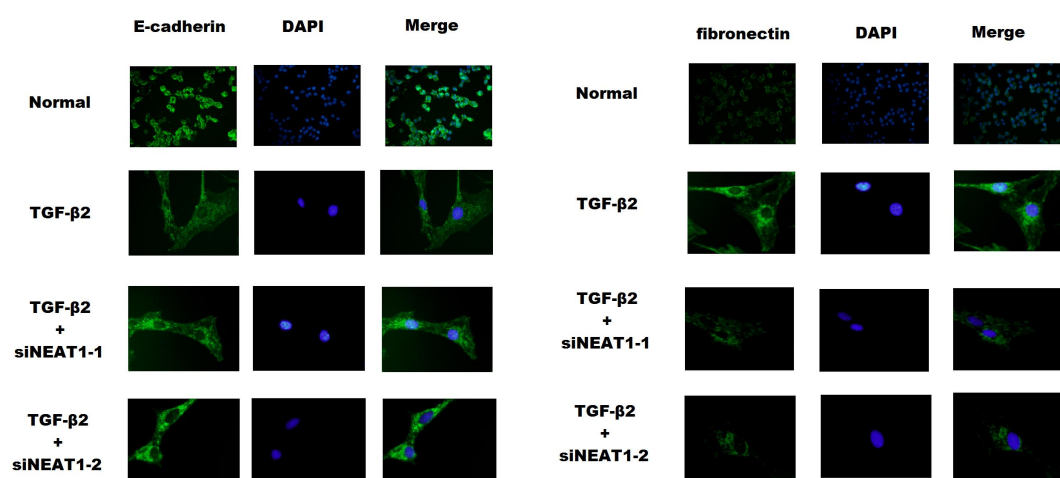 E-cadherin DAPI Merge
Normal
TGF-β2
TGF-β2
+
siNEAT1-1
TGF-β2
+
siNEAT1-2
fibronectin DAPI Merge
Normal
TGF-β2
TGF-β2
+
siNEAT1-1
TGF-β2
+
siNEAT1-2